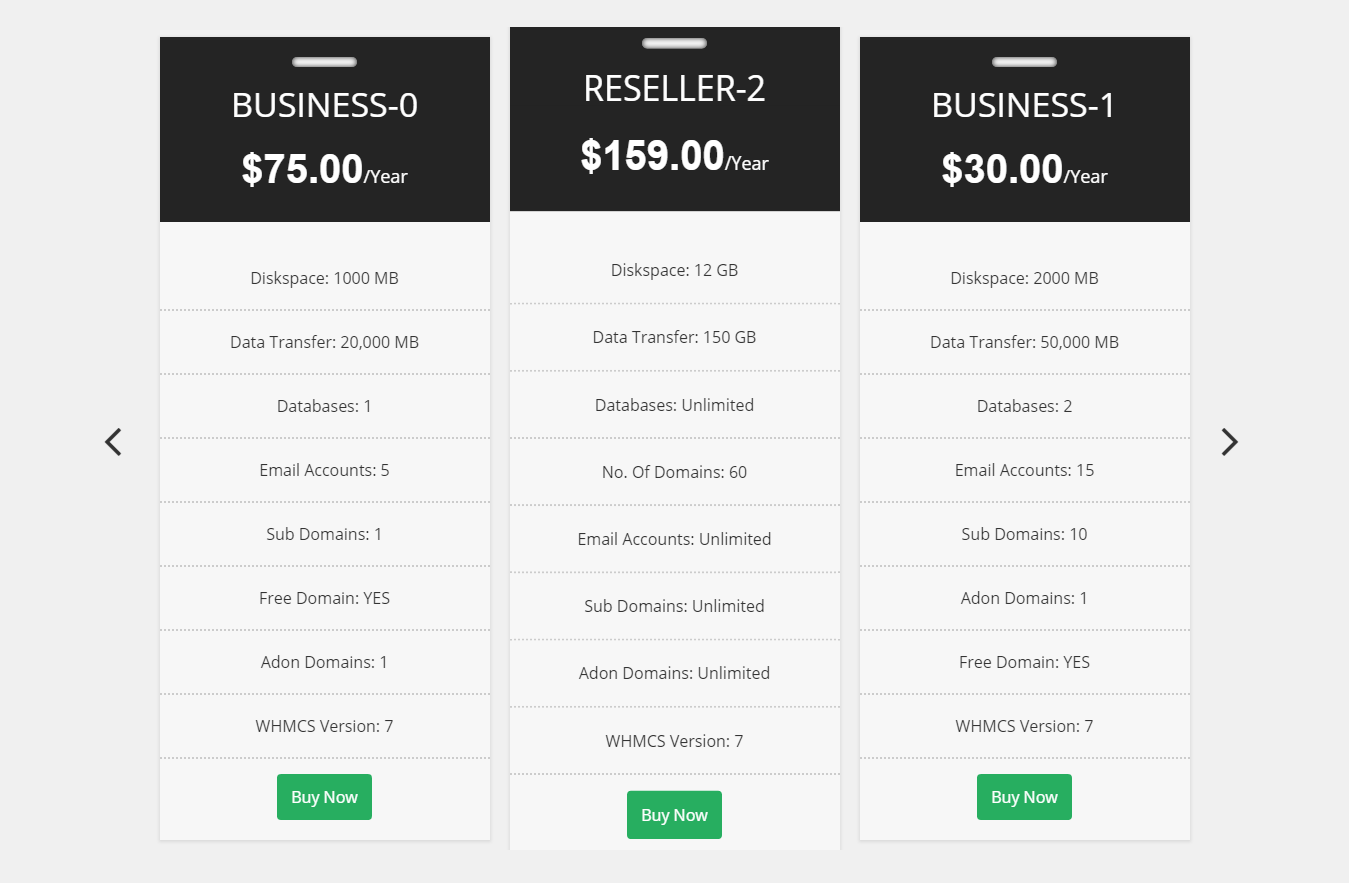 BUSINESS-0
$75.00/Year
Diskspace: 1000 MB
Data Transfer: 20,000 MB
Databases: 1
Email Accounts: 5
Sub Domains: 1
Free Domain: YES
Adon Domains: 1
WHMCS Version: 7
Buy Now
RESELLER-2
$159.00/Year
Diskspace: 12 GB
Data Transfer: 150 GB
Databases: Unlimited
No. Of Domains: 60
Email Accounts: Unlimited
Sub Domains: Unlimited
Adon Domains: Unlimited
WHMCS Version: 7
Buy Now
BUSINESS-1
$30.00/Year
Diskspace: 2000 MB
Data Transfer: 50,000 MB
Databases: 2
Email Accounts: 15
Sub Domains: 10
Adon Domains: 1
Free Domain: YES
WHMCS Version: 7
Buy Now